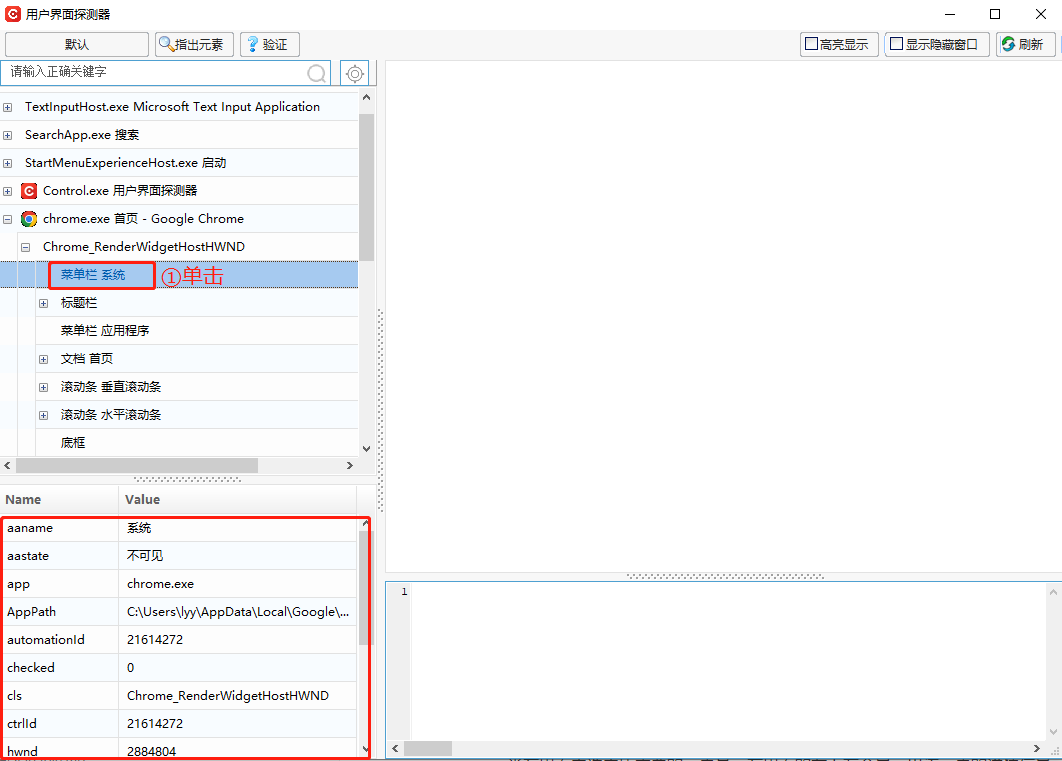 用户界面探测器
默认 指出元素 验证 高亮显示 显示隐藏窗口 刷新
请输入正确关键字
TextInputHost.exe Microsoft Text Input Application
SearchApp.exe 搜索
StartMenuExperienceHost.exe 启动
Control.exe 用户界面探测器
chrome.exe 首页 - Google Chrome
Chrome_RenderWidgetHostHWND
菜单栏 系统 ①单击
标题栏
菜单栏 应用程序
文档 首页
滚动条 垂直滚动条
滚动条 水平滚动条
底框
Name Value
aaname 系统
aastate 不可见
app chrome.exe
AppPath C:\Users\lyy\AppData\Local\Google\...
automationId 21614272
checked 0
cls Chrome_RenderWidgetHostHWND
ctrlId 21614272
hwnd 2884804
1